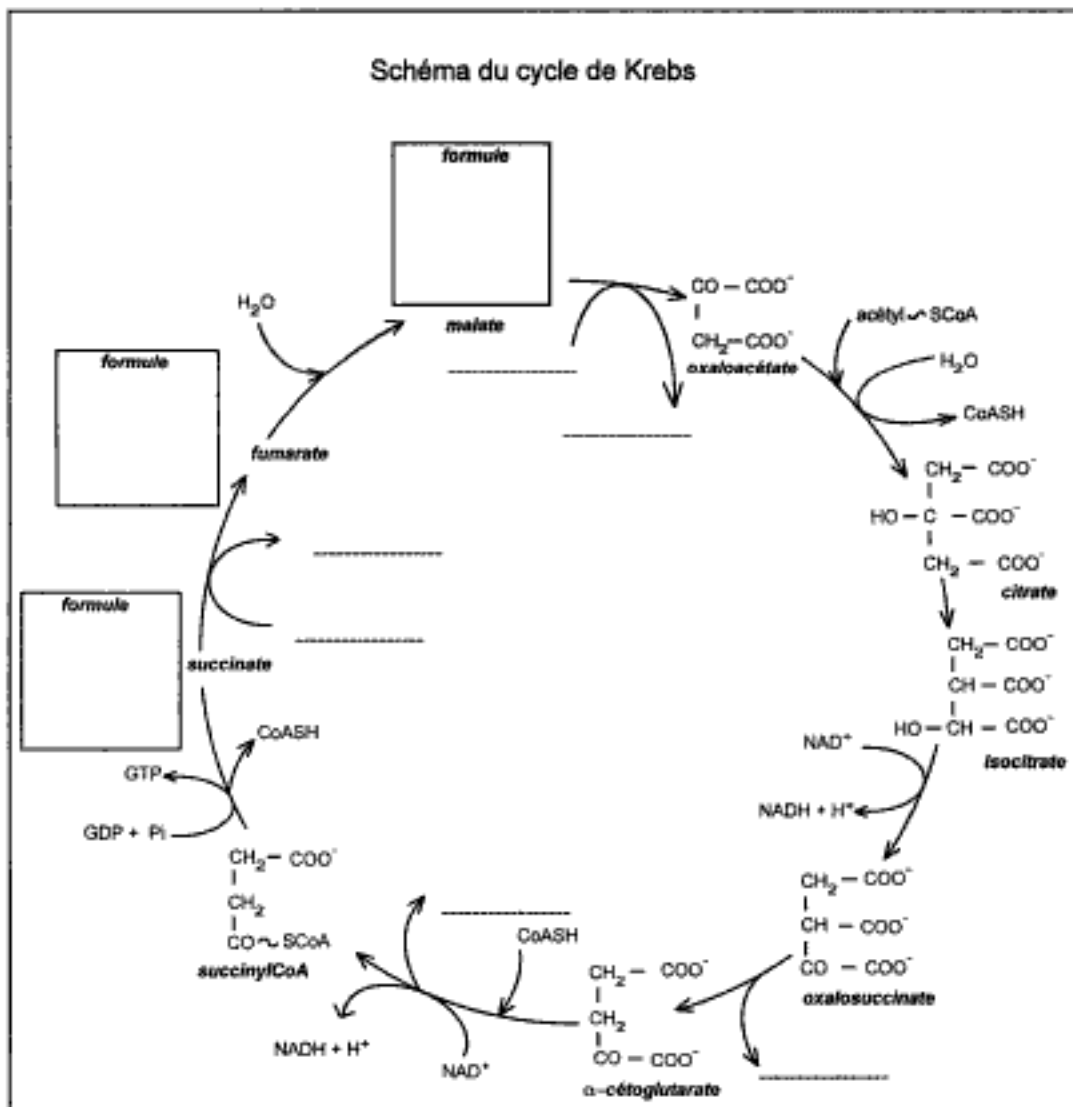 Schéma du cycle de Krebs
formule
malate
H₂O
formule
fumarate
formule
succinate
CO — COO⁻
CH₂—COO⁻
oxaloacétate
acétyl~SCoA
H₂O
CoASH
CH₂— COO⁻
HO—C —COO⁻
CH₂ — COO⁻
citrate
CH₂— COO⁻
CH — COO⁻
HO—CH— COO⁻
isocitrate
NAD⁺
NADH + H⁺
CH₂ — COO⁻
CH — COO⁻
CO — COO⁻
oxalosuccinate
CH₂ — COO⁻
CH₂
CO — COO⁻
α-cétoglutarate
CoASH
NAD⁺
NADH + H⁺
CH₂— COO⁻
CH₂
CO~SCoA
succinylCoA
GDP + Pi
GTP
CoASH